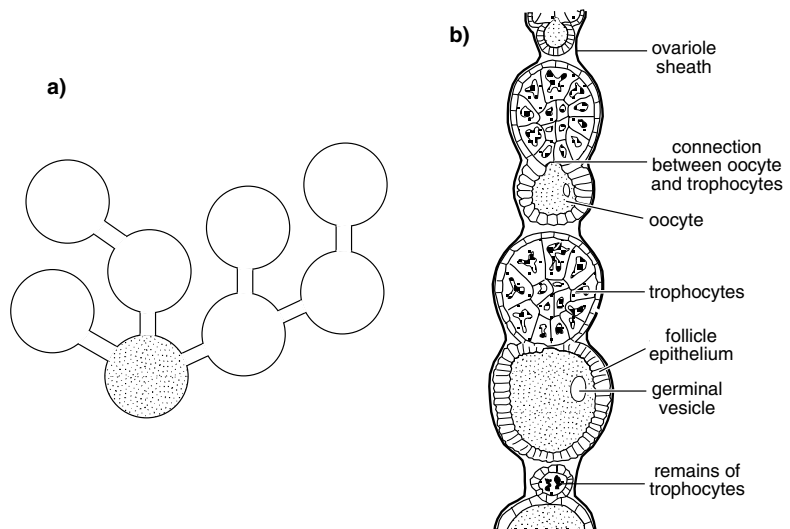 a)
b)
ovariole
sheath
connection
between oocyte
and trophocytes
oocyte
trophocytes
follicle
epithelium
germinal
vesicle
remains of
trophocytes